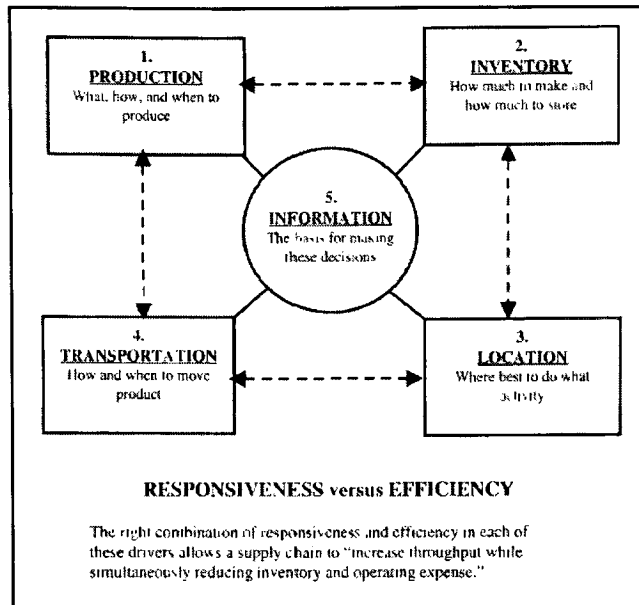 1.
PRODUCTION
What, how, and when to
produce
2.
INVENTORY
How much to make and
how much to store
5.
INFORMATION
The basis for making
these decisions
4.
TRANSPORTATION
How and when to move
product
3.
LOCATION
Where best to do what
activity
RESPONSIVENESS versus EFFICIENCY
The right combination of responsiveness and efficiency in each of
these drivers allows a supply chain to “increase throughput while
simultaneously reducing inventory and operating expense.”